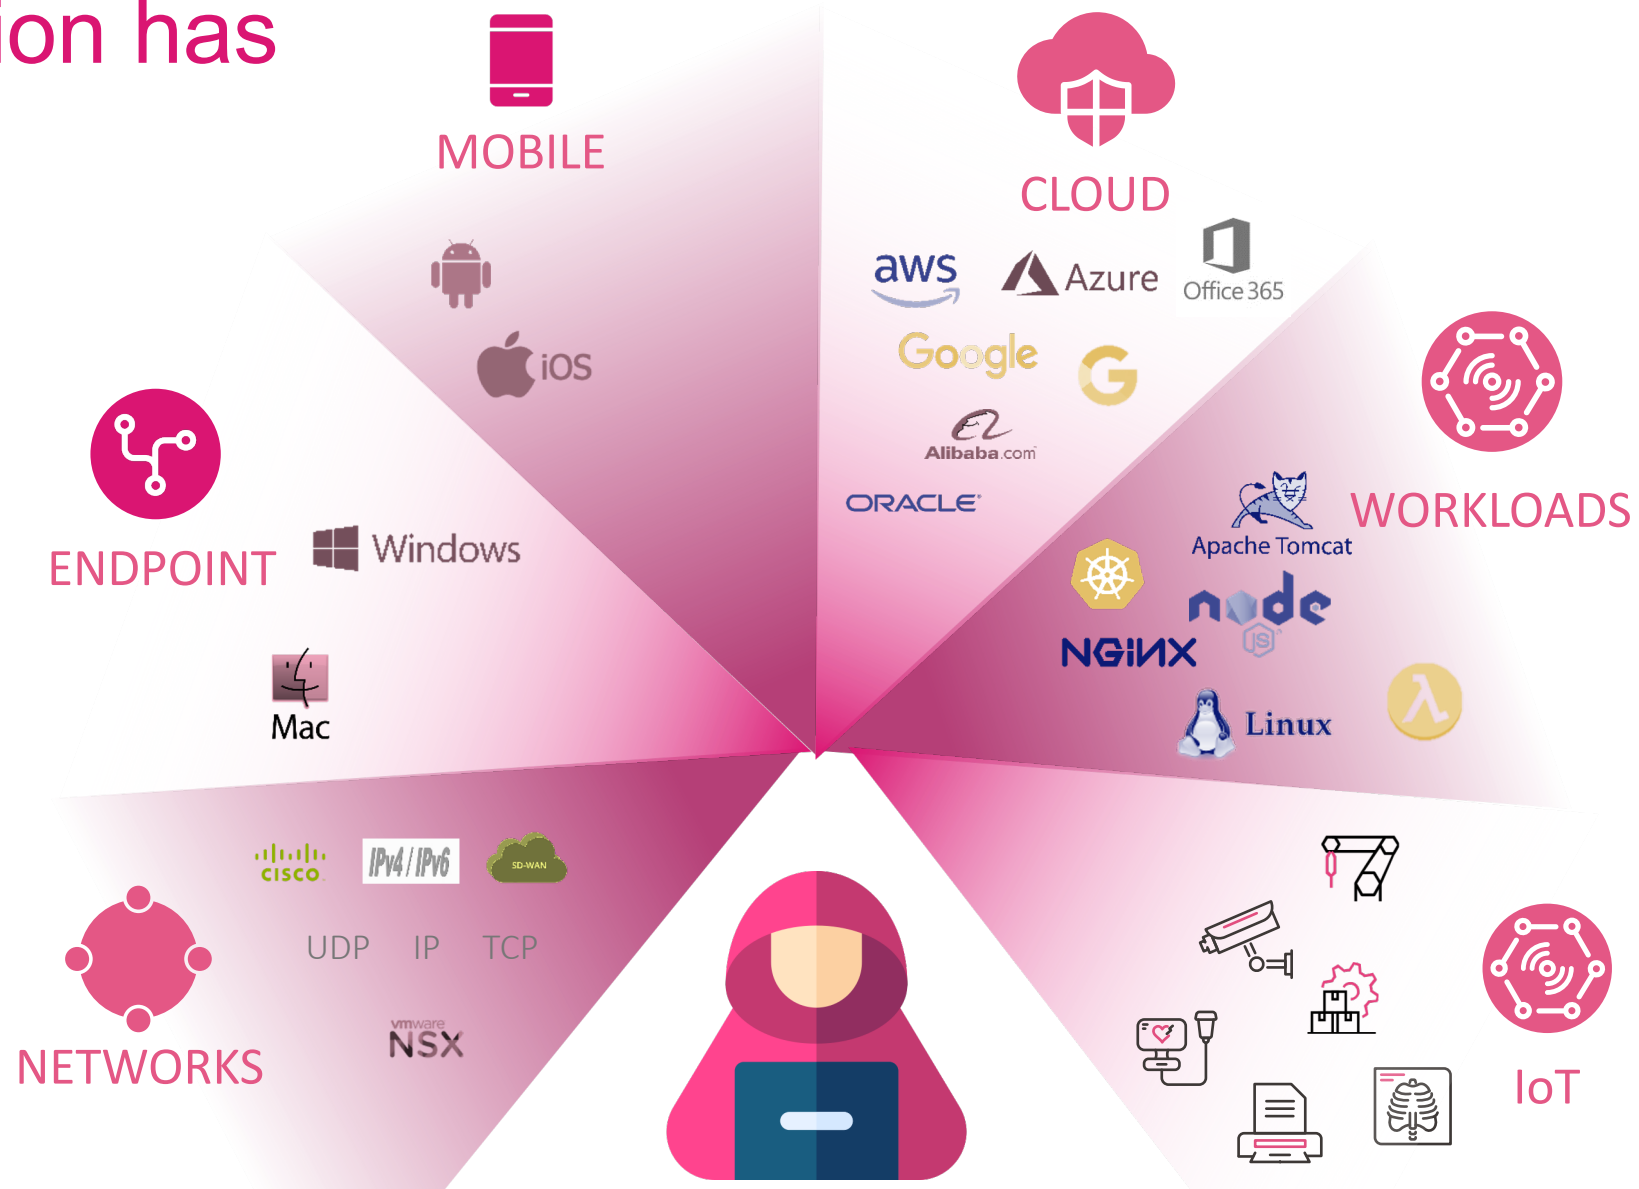 ion has
MOBILE
CLOUD
aws
Azure
Office 365
iOS
Google
G
Alibaba.com
ORACLE
WORKLOADS
Apache Tomcat
ENDPOINT
Windows
node
JS
NGINX
Mac
Linux
λ
CISCO
IPv4 / IPv6
SD-WAN
UDP IP TCP
vmware
NSX
NETWORKS
IoT